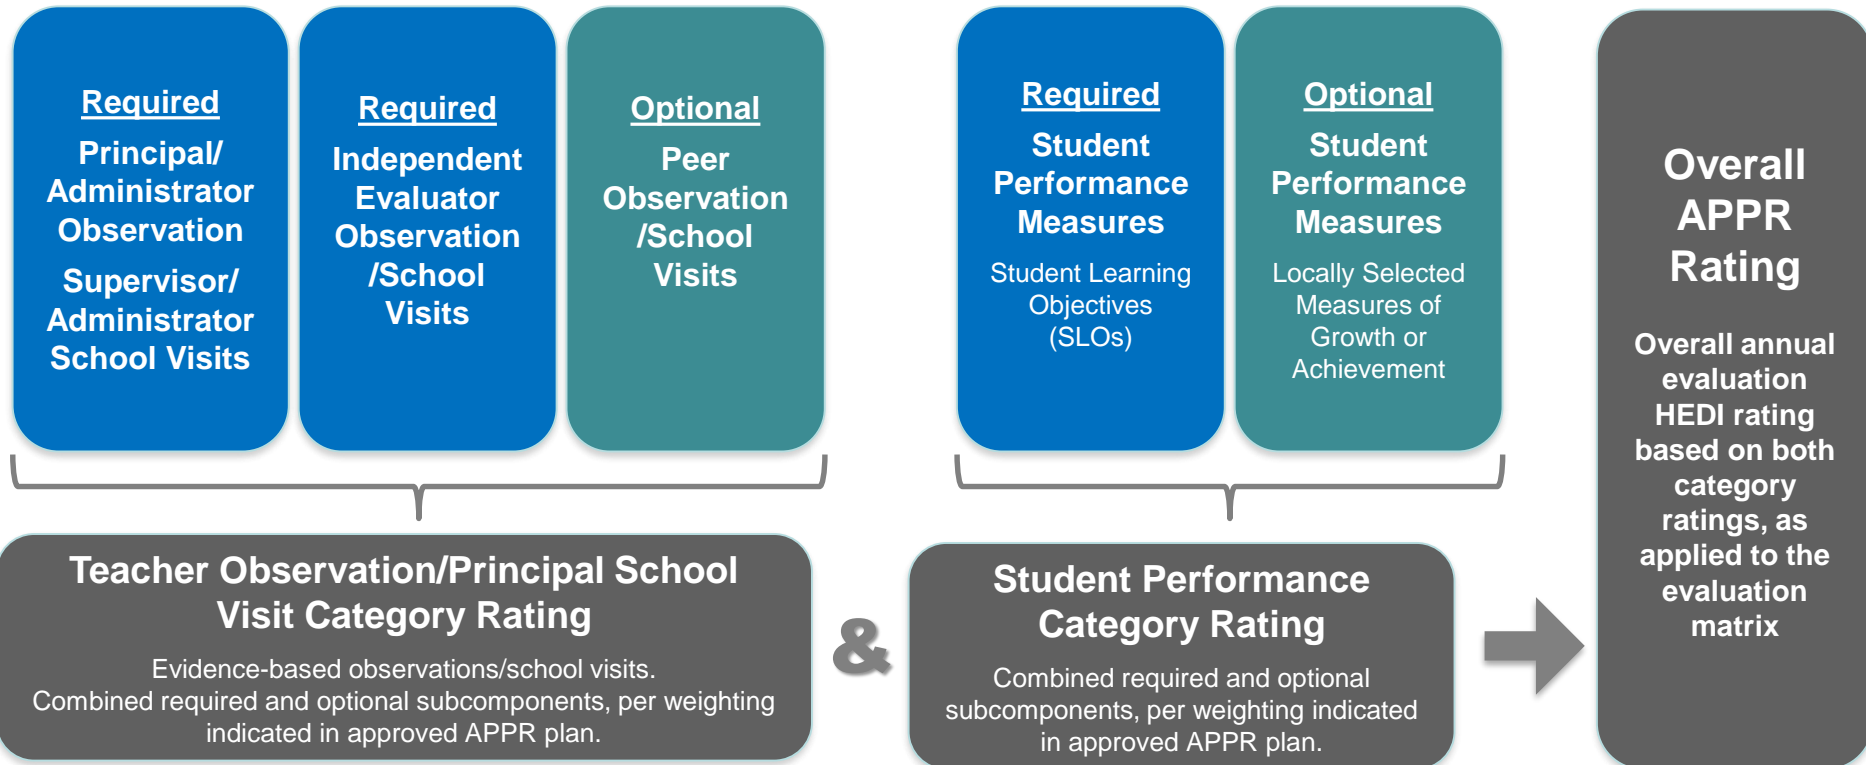 Required
Principal/
Administrator
Observation
Supervisor/
Administrator
School Visits
Required
Independent
Evaluator
Observation
/School
Visits
Optional
Peer
Observation
/School
Visits
Required
Student
Performance
Measures
Student Learning
Objectives
(SLOs)
Optional
Student
Performance
Measures
Locally Selected
Measures of
Growth or
Achievement
Teacher Observation/Principal School
Visit Category Rating
Evidence-based observations/school visits.
Combined required and optional subcomponents, per weighting
indicated in approved APPR plan.
&
Student Performance
Category Rating
Combined required and optional
subcomponents, per weighting indicated
in approved APPR plan.
Overall
APPR
Rating
Overall annual
evaluation
HEDI rating
based on both
category
ratings, as
applied to the
evaluation
matrix